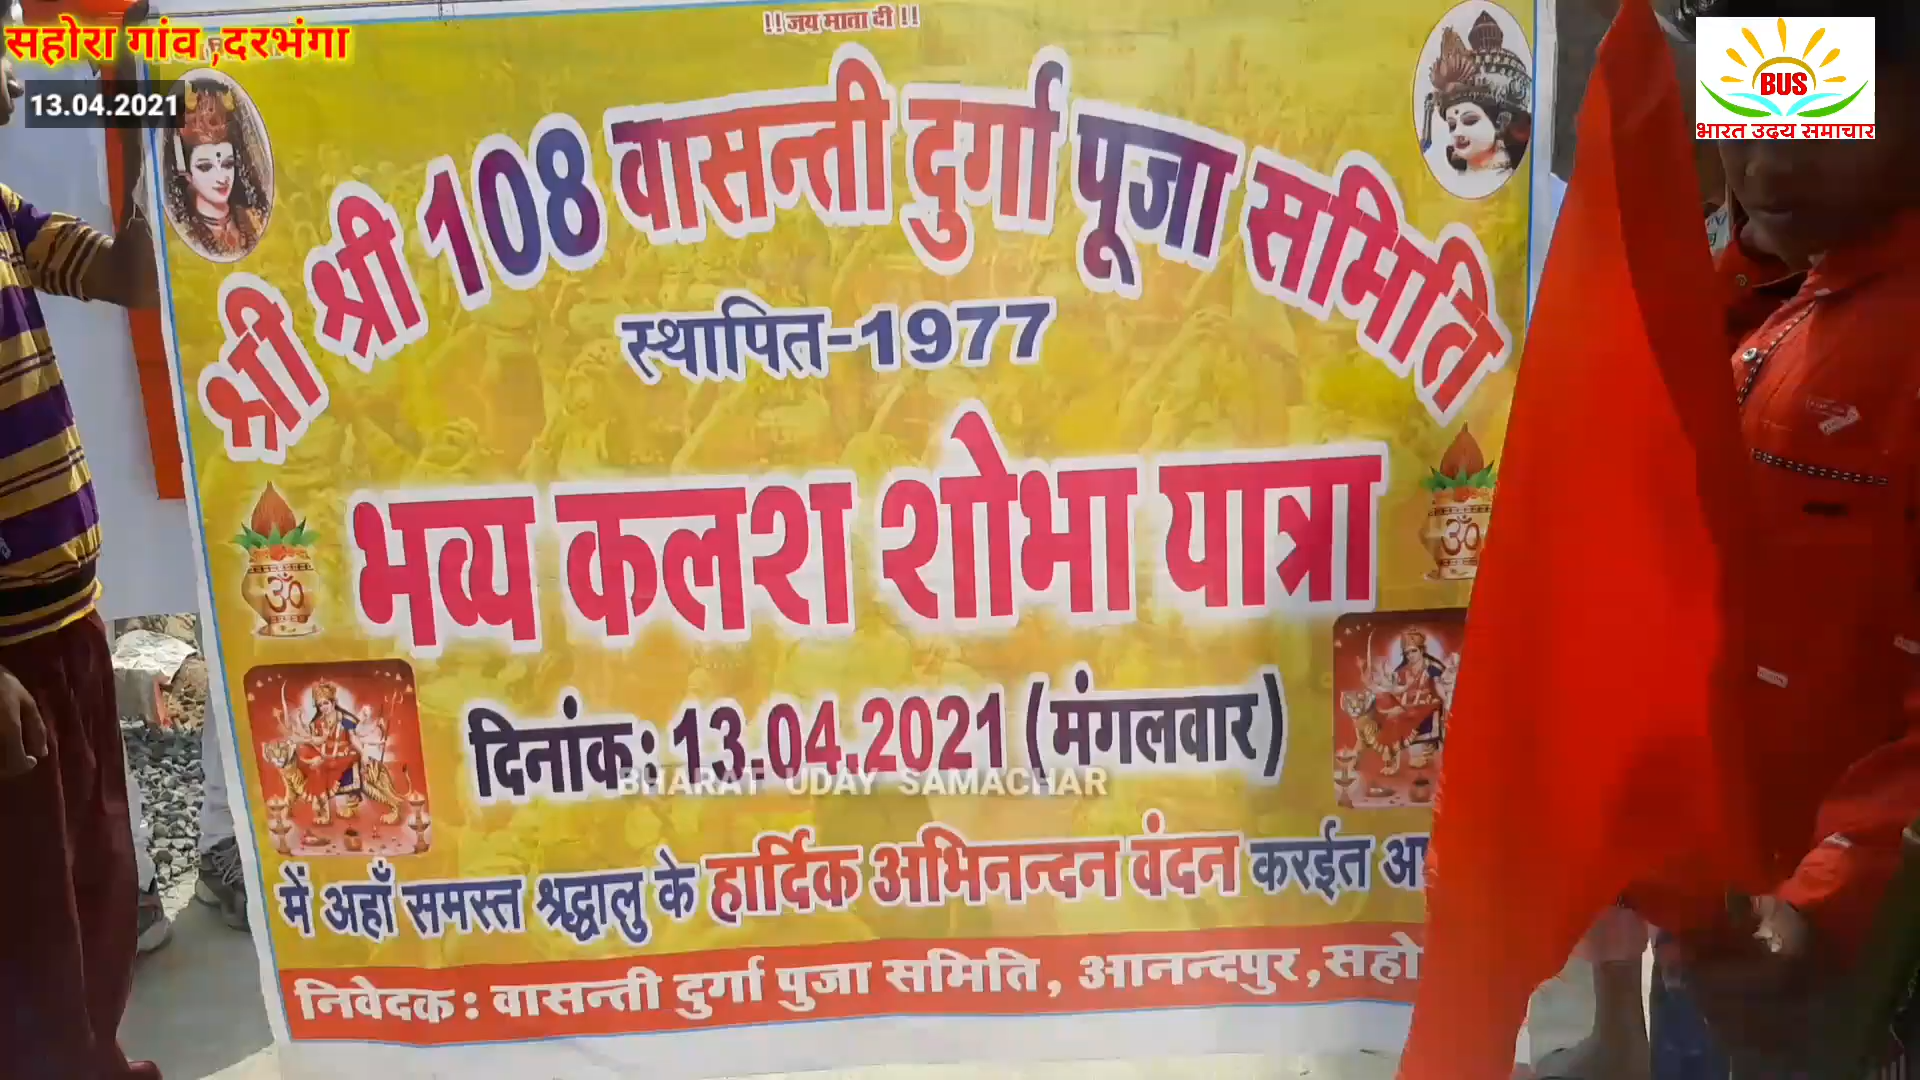 !! जय माता दी !!
सहोरा गांव ,दरभंगा
13.04.2021
BUS
भारत उदय समाचार
श्री श्री 108 वासन्ती दुर्गा पूजा समिति
स्थापित-1977
भव्य कलश शोभा यात्रा
ॐ
ॐ
दिनांक: 13.04.2021 (मंगलवार)
BHARAT UDAY SAMACHAR
में अहाँ समस्त श्रद्धालु के हार्दिक अभिनन्दन वंदन करईत
निवेदक: वासन्ती दुर्गा पुजा समिति, आनन्दपुर, सहो